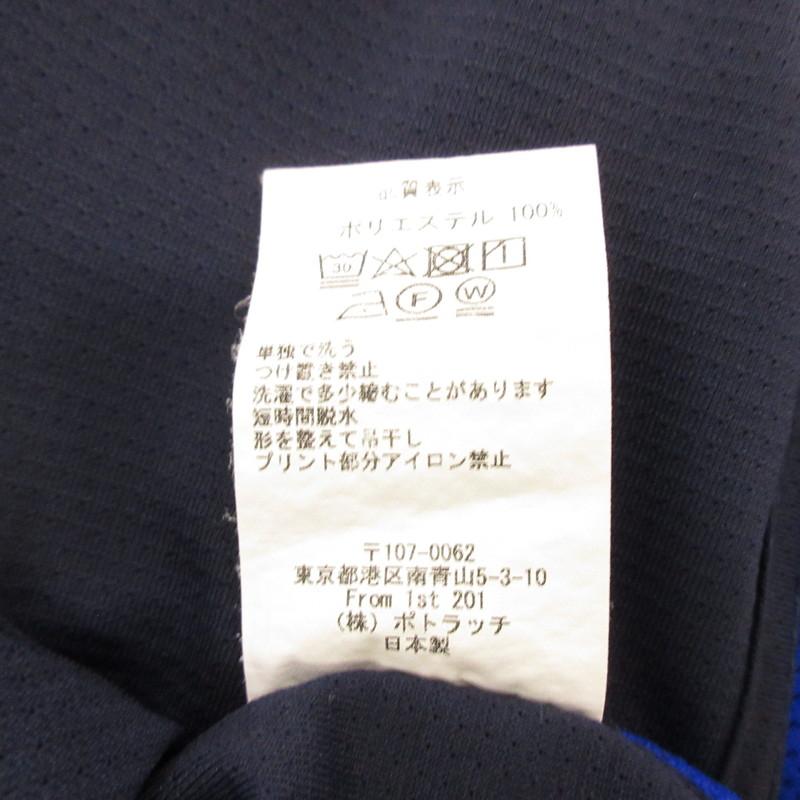 品質表示
ポリエステル 100%
30
F W
単独で洗う
つけ置き禁止
洗濯で多少縮むことがあります
短時間脱水
形を整えて吊干し
プリント部分アイロン禁止
〒107-0062
東京都港区南青山5-3-10
From 1st 201
(株) ポトラッチ
日本製